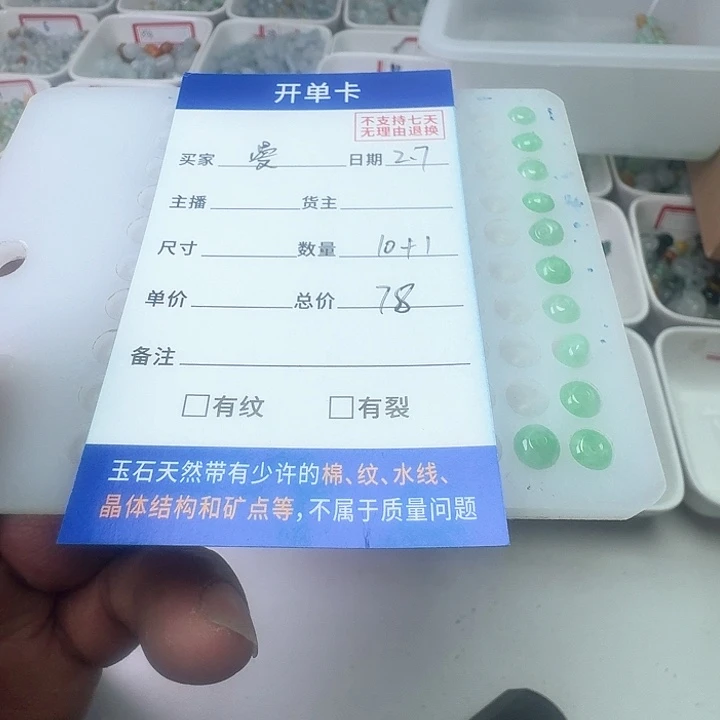 开单卡
不支持七天
无理由退换
买家 慢 日期 2.7
主播 货主
尺寸 数量 10+1
单价 总价 78
备注
有纹 有裂
玉石天然带有少许的棉、纹、水线、
晶体结构和矿点等,不属于质量问题